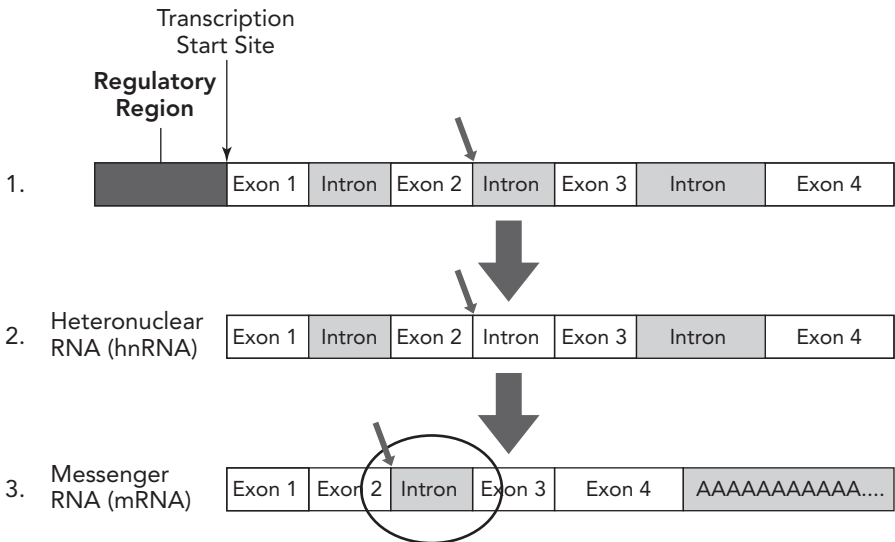 Transcription
Start Site
Regulatory
Region
1.
Exon 1 Intron Exon 2 Intron Exon 3 Intron Exon 4
2. Heteronuclear
RNA (hnRNA)
Exon 1 Intron Exon 2 Intron Exon 3 Intron Exon 4
3. Messenger
RNA (mRNA)
Exon 1 Exon 2 Intron Exon 3 Exon 4 AAAAAAAAAAA....